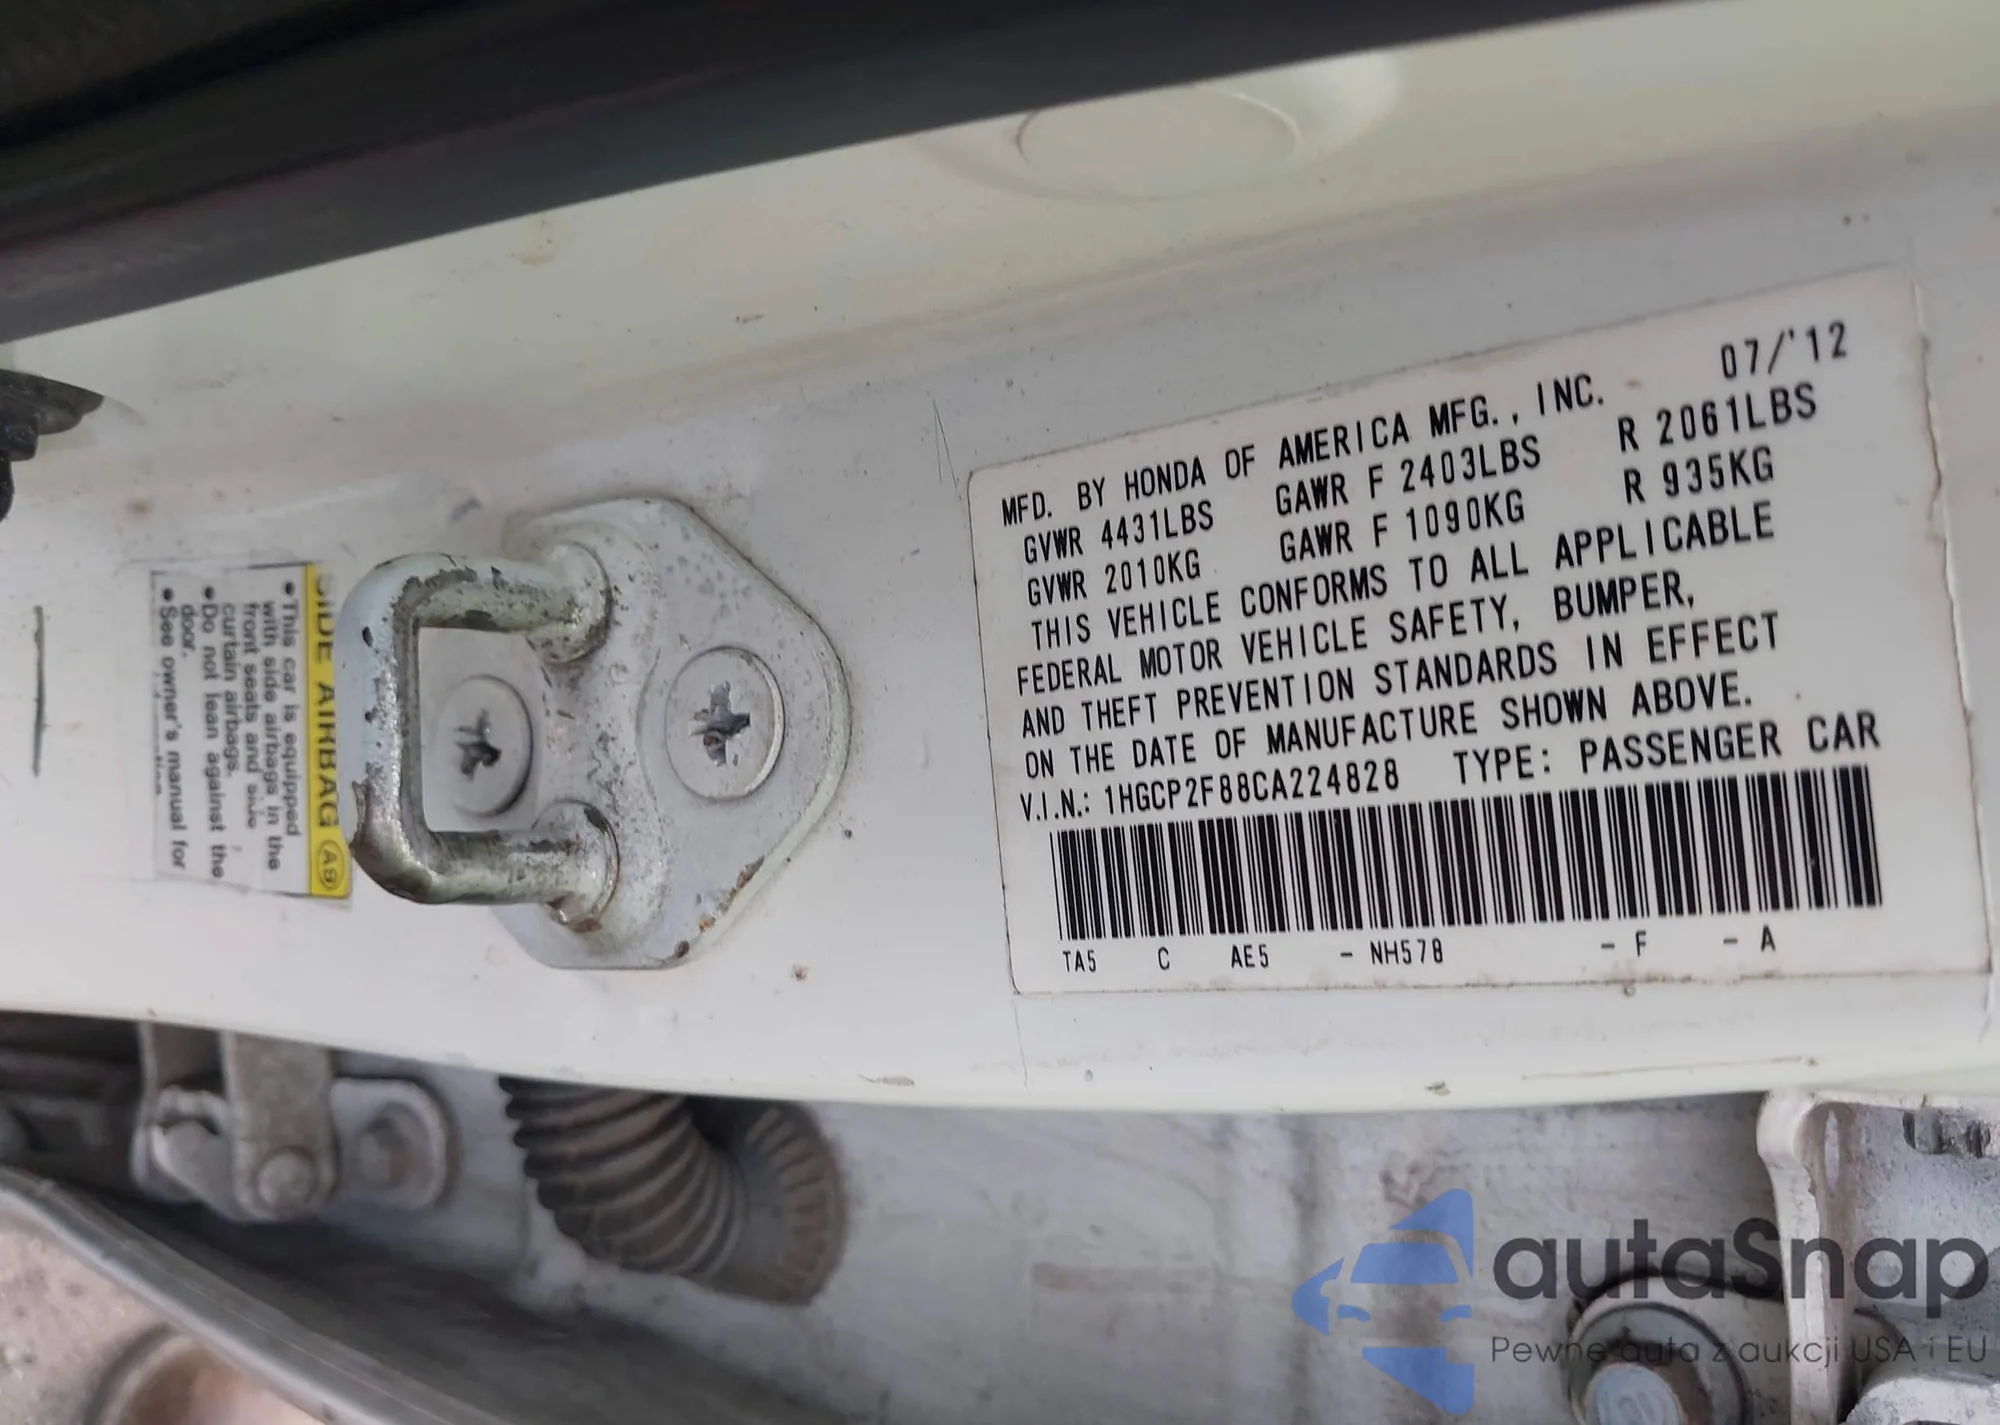 MFD. BY HONDA OF AMERICA MFG., INC. 07/'12
GVWR 4431LBS GAWR F 2403LBS R 2061LBS
GVWR 2010KG GAWR F 1090KG R 935KG
THIS VEHICLE CONFORMS TO ALL APPLICABLE
FEDERAL MOTOR VEHICLE SAFETY, BUMPER,
AND THEFT PREVENTION STANDARDS IN EFFECT
ON THE DATE OF MANUFACTURE SHOWN ABOVE.
V.I.N.: 1HGCP2F88CA224828 TYPE: PASSENGER CAR
TA5 C AE5 - NH578 - F - A
SIDE AIRBAG A9
•This car is equipped
with side airbags in the
front seats and side
curtain airbags.
•Do not lean against the
door.
•See owner's manual for
autaSnap
Pewne auta z aukcji USA i EU